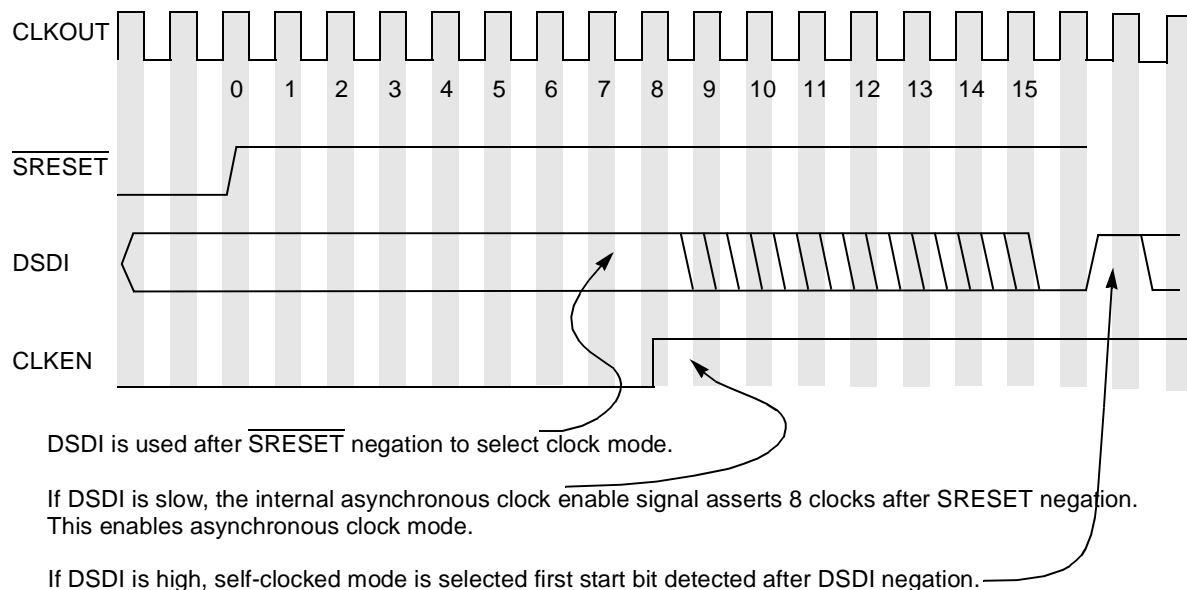 CLKOUT
0 1 2 3 4 5 6 7 8 9 10 11 12 13 14 15
SRESET
DSDI
CLKEN
DSDI is used after SRESET negation to select clock mode.
If DSDI is slow, the internal asynchronous clock enable signal asserts 8 clocks after SRESET negation.
This enables asynchronous clock mode.
If DSDI is high, self-clocked mode is selected first start bit detected after DSDI negation.